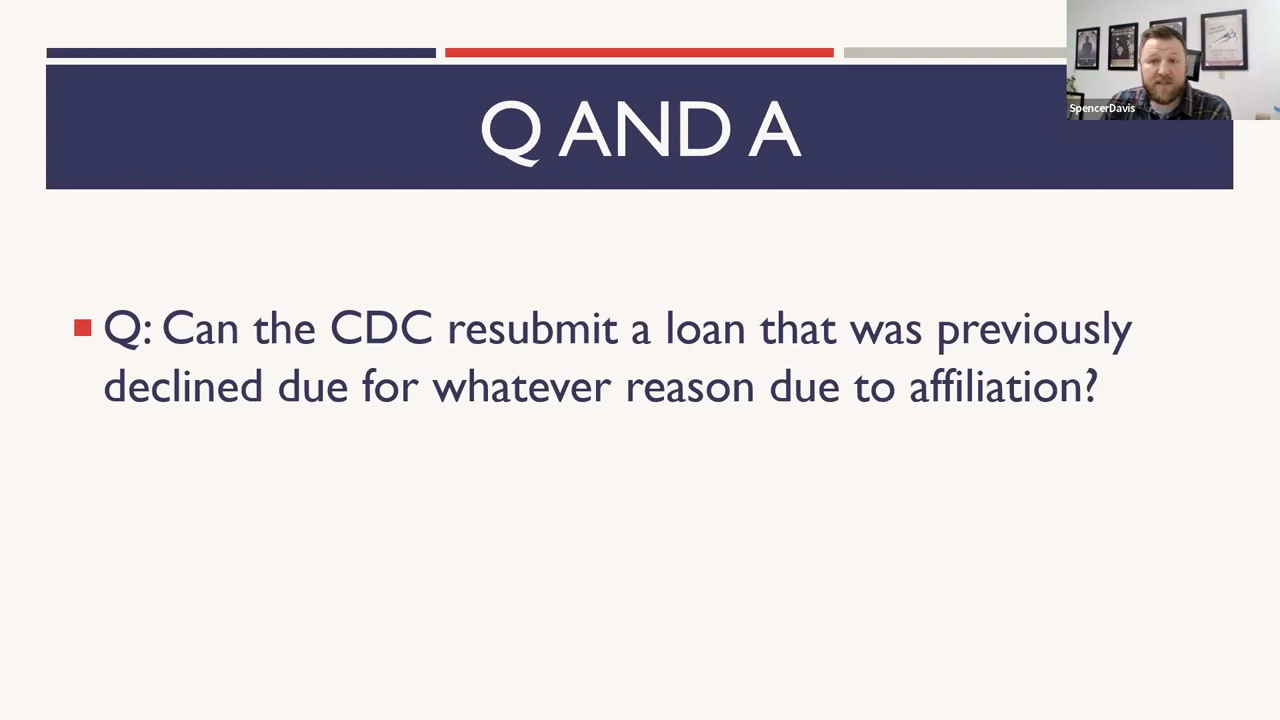 SpencerDavis
Q AND A
Q: Can the CDC resubmit a loan that was previously
declined due for whatever reason due to affiliation?